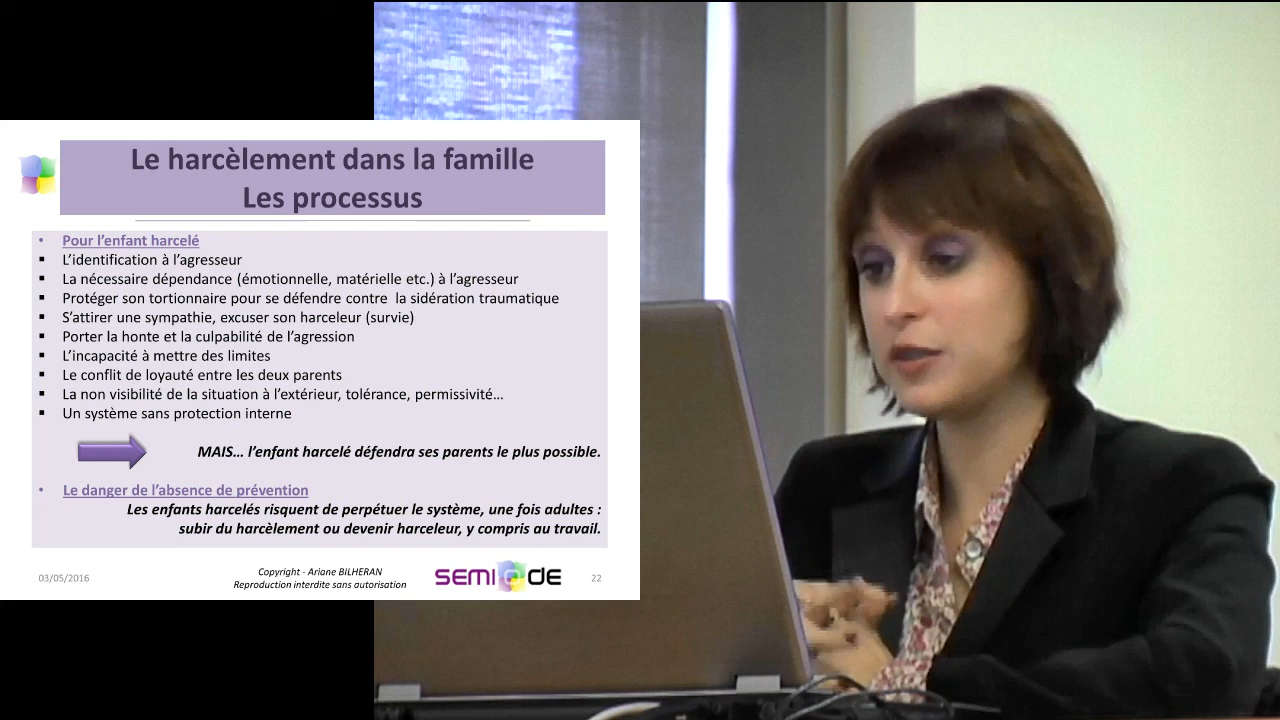 Le harcèlement dans la famille
Les processus
• Pour l’enfant harcelé
▪ L’identification à l’agresseur
▪ La nécessaire dépendance (émotionnelle, matérielle etc.) à l’agresseur
▪ Protéger son tortionnaire pour se défendre contre  la sidération traumatique
▪ S’attirer une sympathie, excuser son harceleur (survie)
▪ Porter la honte et la culpabilité de l’agression
▪ L’incapacité à mettre des limites
▪ Le conflit de loyauté entre les deux parents
▪ La non visibilité de la situation à l’extérieur, tolérance, permissivité…
▪ Un système sans protection interne
MAIS… l’enfant harcelé défendra ses parents le plus possible.
• Le danger de l’absence de prévention
Les enfants harcelés risquent de perpétuer le système, une fois adultes :
subir du harcèlement ou devenir harceleur, y compris au travail.
03/05/2016
Copyright - Ariane BILHERAN
Reproduction interdite sans autorisation
SEMIODE
22